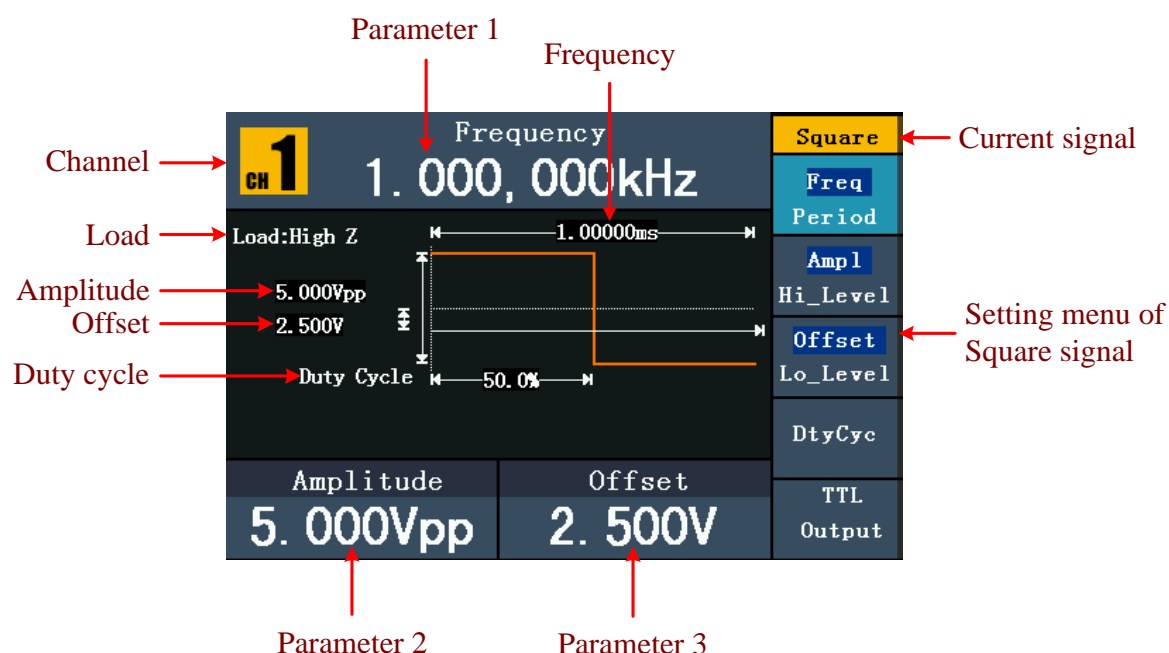 Parameter 1
Frequency
Channel
CH 1
Frequency
1.000,000kHz
Square
Current signal
Freq
Period
Load
Load:High Z
1.00000ms
Ampl
Hi_Level
Amplitude
5.000Vpp
Offset
2.500V
Offset
Lo_Level
Setting menu of
Square signal
Duty cycle
Duty Cycle
50.0%
DtyCyc
Amplitude
5.000Vpp
Offset
2.500V
TTL
Output
Parameter 2
Parameter 3